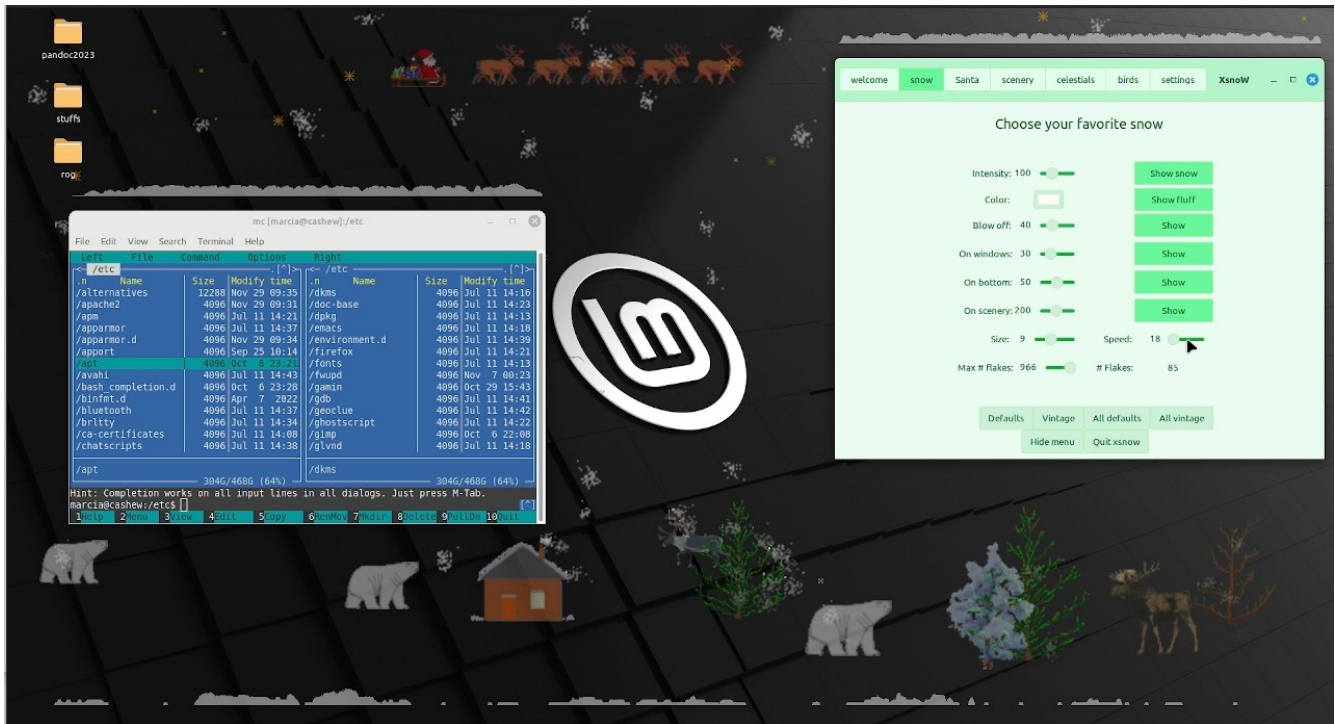 pandoc2023
stuffs
rog
mc [marcia@cashew]:/etc
File Edit View Search Terminal Help
Left File Command Options Right
<- /etc .[^]> <- /etc .[^]>
.n Name Size Modify time .n Name Size Modify time
/alternatives 12288 Nov 29 09:35 /dkms 4096 Jul 11 14:16
/apache2 4096 Nov 29 09:31 /doc-base 4096 Jul 11 14:23
/apm 4096 Jul 11 14:21 /dpkg 4096 Jul 11 14:13
/apparmor 4096 Jul 11 14:37 /emacs 4096 Jul 11 14:18
/apparmor.d 4096 Nov 29 09:34 /environment.d 4096 Jul 11 14:39
/apport 4096 Sep 25 10:14 /firefox 4096 Jul 11 14:21
/apt 4096 Oct 6 23:21 /fonts 4096 Jul 11 14:13
/avahi 4096 Jul 11 14:43 /fwupd 4096 Nov 7 00:23
/bash_completion.d 4096 Oct 6 23:28 /gamin 4096 Oct 29 15:43
/binfmt.d 4096 Apr 7 2022 /gdb 4096 Jul 11 14:41
/bluetooth 4096 Jul 11 14:37 /geoclue 4096 Jul 11 14:42
/brltty 4096 Jul 11 14:34 /ghostscript 4096 Jul 11 14:22
/ca-certificates 4096 Jul 11 14:08 /gimp 4096 Oct 6 22:08
/chatscripts 4096 Jul 11 14:38 /glvnd 4096 Jul 11 14:18
/apt /dkms
304G/468G (64%) 304G/468G (64%)
Hint: Completion works on all input lines in all dialogs. Just press M-Tab.
marcia@cashew:/etc$ [^]
1Help 2Menu 3View 4Edit 5Copy 6RenMov 7Mkdir 8Delete 9PullDn 10Quit
welcome snow Santa scenery celestials birds settings XsnoW
Choose your favorite snow
Intensity: 100 Show snow
Color: Show fluff
Blow off: 40 Show
On windows: 30 Show
On bottom: 50 Show
On scenery: 200 Show
Size: 9 Speed: 18
Max # flakes: 966 # Flakes: 85
Defaults Vintage All defaults All vintage
Hide menu Quit xsnow